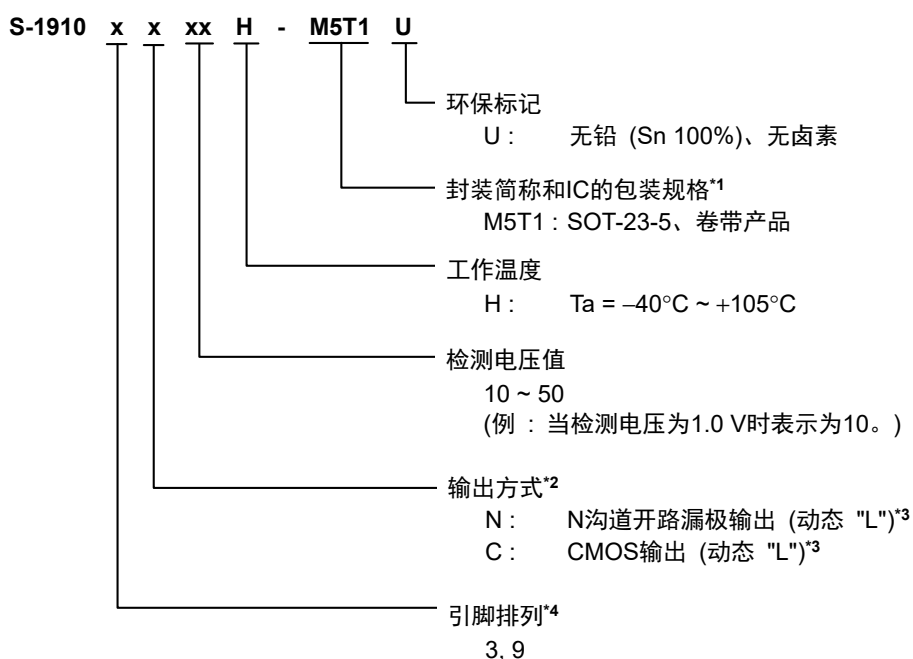 S-1910 x x xx H - M5T1 U
环保标记
U : 无铅 (Sn 100%)、无卤素
封装简称和IC的包装规格*1
M5T1 : SOT-23-5、卷带产品
工作温度
H : Ta = −40°C ~ +105°C
检测电压值
10 ~ 50
(例 : 当检测电压为1.0 V时表示为10。)
输出方式*2
N : N沟道开路漏极输出 (动态 "L")*3
C : CMOS输出 (动态 "L")*3
引脚排列*4
3, 9